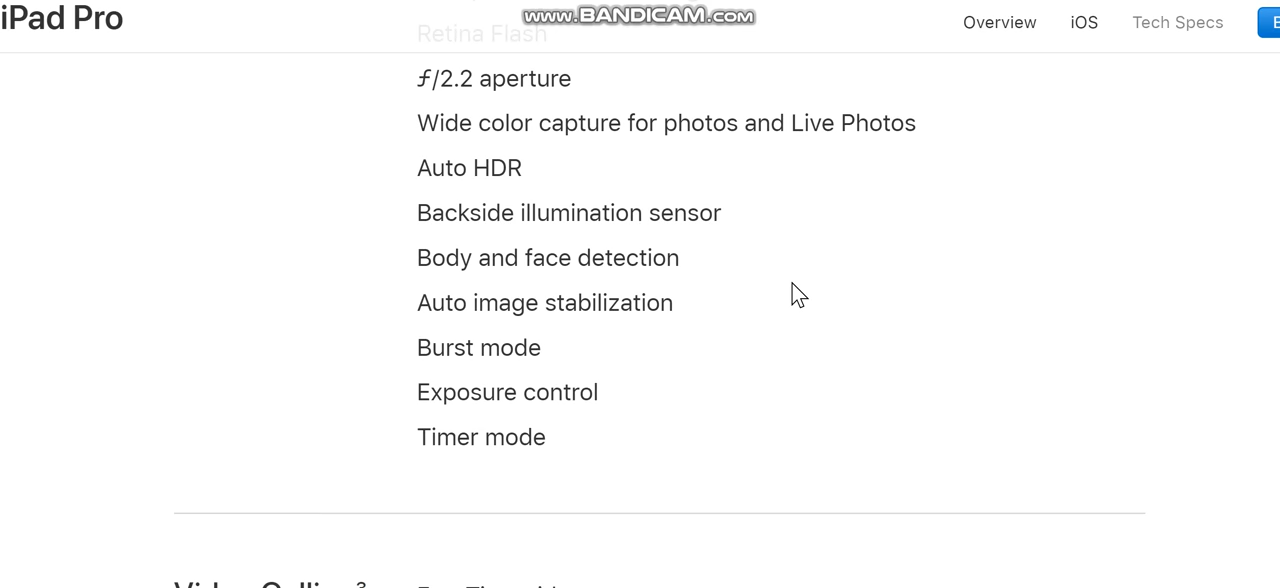 iPad Pro
www.BANDICAM.com
Overview
iOS
Tech Specs
Retina Flash
ƒ/2.2 aperture
Wide color capture for photos and Live Photos
Auto HDR
Backside illumination sensor
Body and face detection
Auto image stabilization
Burst mode
Exposure control
Timer mode